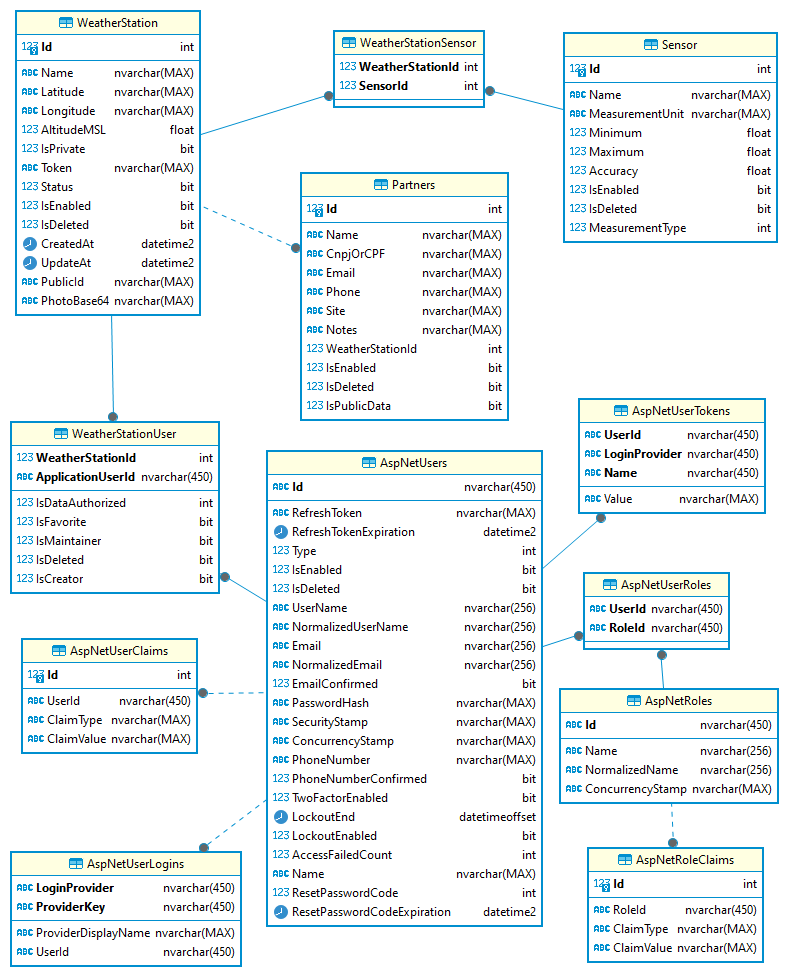 WeatherStation
123 Id int
ABC Name nvarchar(MAX)
ABC Latitude nvarchar(MAX)
ABC Longitude nvarchar(MAX)
123 AltitudeMSL float
123 IsPrivate bit
ABC Token nvarchar(MAX)
123 Status bit
123 IsEnabled bit
123 IsDeleted bit
CreatedAt datetime2
UpdateAt datetime2
ABC PublicId nvarchar(MAX)
ABC PhotoBase64 nvarchar(MAX)
WeatherStationSensor
123 WeatherStationId int
123 SensorId int
Sensor
123 Id int
ABC Name nvarchar(MAX)
ABC MeasurementUnit nvarchar(MAX)
123 Minimum float
123 Maximum float
123 Accuracy float
123 IsEnabled bit
123 IsDeleted bit
123 MeasurementType int
Partners
123 Id int
ABC Name nvarchar(MAX)
ABC CnpjOrCPF nvarchar(MAX)
ABC Email nvarchar(MAX)
ABC Phone nvarchar(MAX)
ABC Site nvarchar(MAX)
ABC Notes nvarchar(MAX)
123 WeatherStationId int
123 IsEnabled bit
123 IsDeleted bit
123 IsPublicData bit
WeatherStationUser
123 WeatherStationId int
ABC ApplicationUserId nvarchar(450)
123 IsDataAuthorized int
123 IsFavorite bit
123 IsMaintainer bit
123 IsDeleted bit
123 IsCreator bit
AspNetUsers
ABC Id nvarchar(450)
ABC RefreshToken nvarchar(MAX)
RefreshTokenExpiration datetime2
123 Type int
123 IsEnabled bit
123 IsDeleted bit
ABC UserName nvarchar(256)
ABC NormalizedUserName nvarchar(256)
ABC Email nvarchar(256)
ABC NormalizedEmail nvarchar(256)
123 EmailConfirmed bit
ABC PasswordHash nvarchar(MAX)
ABC SecurityStamp nvarchar(MAX)
ABC ConcurrencyStamp nvarchar(MAX)
ABC PhoneNumber nvarchar(MAX)
123 PhoneNumberConfirmed bit
123 TwoFactorEnabled bit
LockoutEnd datetimeoffset
123 LockoutEnabled bit
123 AccessFailedCount int
ABC Name nvarchar(MAX)
123 ResetPasswordCode int
ResetPasswordCodeExpiration datetime2
AspNetUserTokens
ABC UserId nvarchar(450)
ABC LoginProvider nvarchar(450)
ABC Name nvarchar(450)
ABC Value nvarchar(MAX)
AspNetUserRoles
ABC UserId nvarchar(450)
ABC RoleId nvarchar(450)
AspNetUserClaims
123 Id int
ABC UserId nvarchar(450)
ABC ClaimType nvarchar(MAX)
ABC ClaimValue nvarchar(MAX)
AspNetRoles
ABC Id nvarchar(450)
ABC Name nvarchar(256)
ABC NormalizedName nvarchar(256)
ABC ConcurrencyStamp nvarchar(MAX)
AspNetUserLogins
ABC LoginProvider nvarchar(450)
ABC ProviderKey nvarchar(450)
ABC ProviderDisplayName nvarchar(MAX)
ABC UserId nvarchar(450)
AspNetRoleClaims
123 Id int
ABC RoleId nvarchar(450)
ABC ClaimType nvarchar(MAX)
ABC ClaimValue nvarchar(MAX)